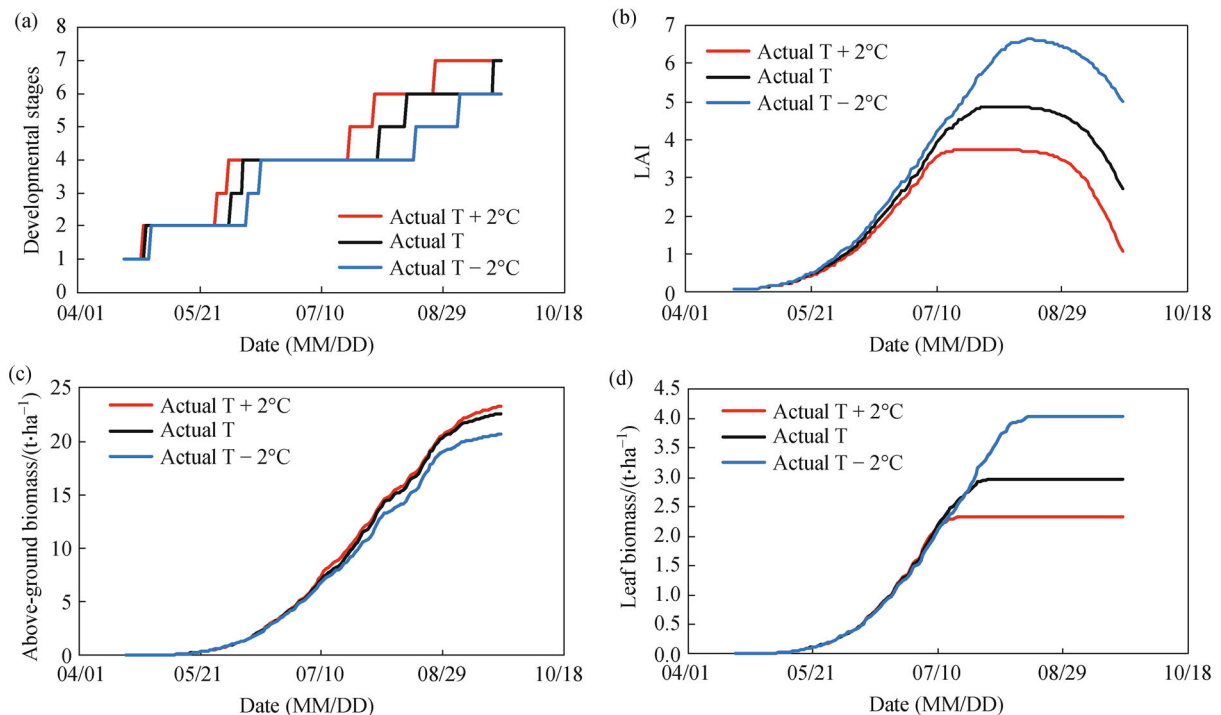 (a)
Developmental stages
8
7
6
5
4
3
2
1
0
Actual T + 2°C
Actual T
Actual T − 2°C
04/01 05/21 07/10 08/29 10/18
Date (MM/DD)
(b)
LAI
7
6
5
4
3
2
1
0
Actual T + 2°C
Actual T
Actual T − 2°C
04/01 05/21 07/10 08/29 10/18
Date (MM/DD)
(c)
Above-ground biomass/(t·ha⁻¹)
25
20
15
10
5
0
Actual T + 2°C
Actual T
Actual T − 2°C
04/01 05/21 07/10 08/29 10/18
Date (MM/DD)
(d)
Leaf biomass/(t·ha⁻¹)
4.5
4.0
3.5
3.0
2.5
2.0
1.5
1.0
0.5
0.0
Actual T + 2°C
Actual T
Actual T − 2°C
04/01 05/21 07/10 08/29 10/18
Date (MM/DD)